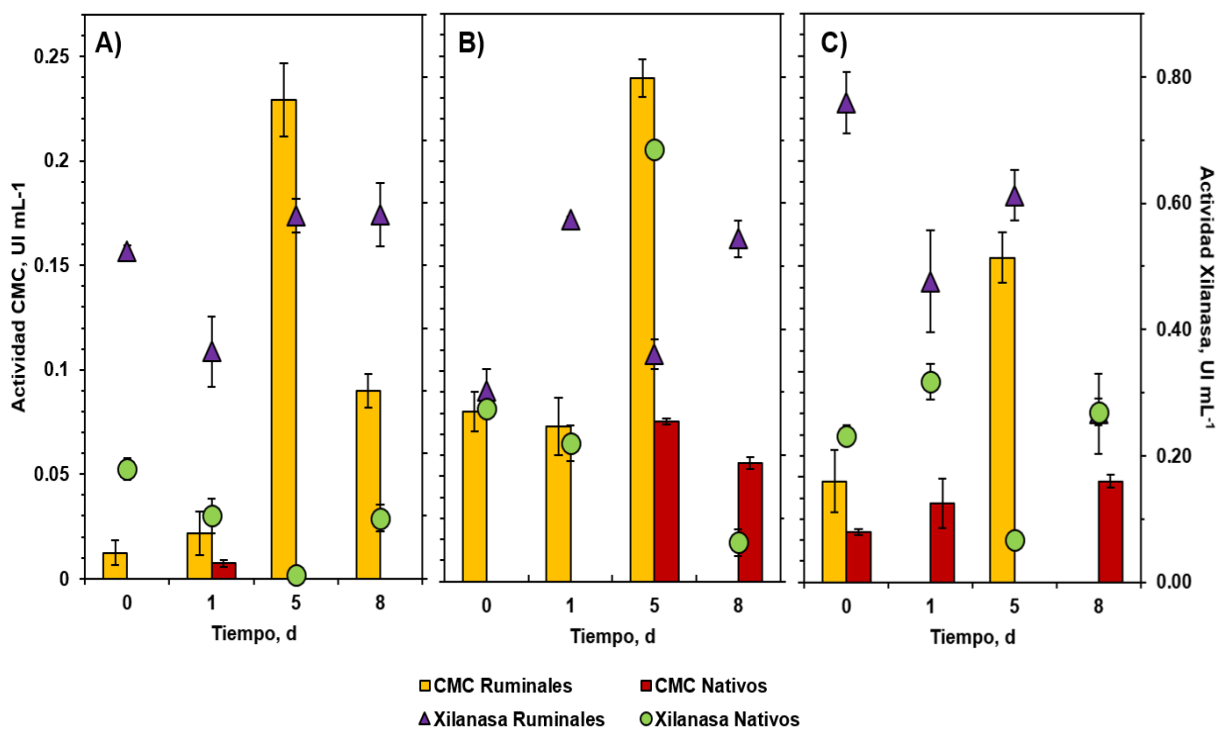 A)
B)
C)
0.25
0.2
0.15
0.1
0.05
0
Actividad CMC, UI mL-1
0.80
0.60
0.40
0.20
0.00
Actividad Xilanasa, UI mL-1
0 1 5 8
0 1 5 8
0 1 5 8
Tiempo, d
Tiempo, d
Tiempo, d
CMC Ruminales
CMC Nativos
Xilanasa Ruminales
Xilanasa Nativos